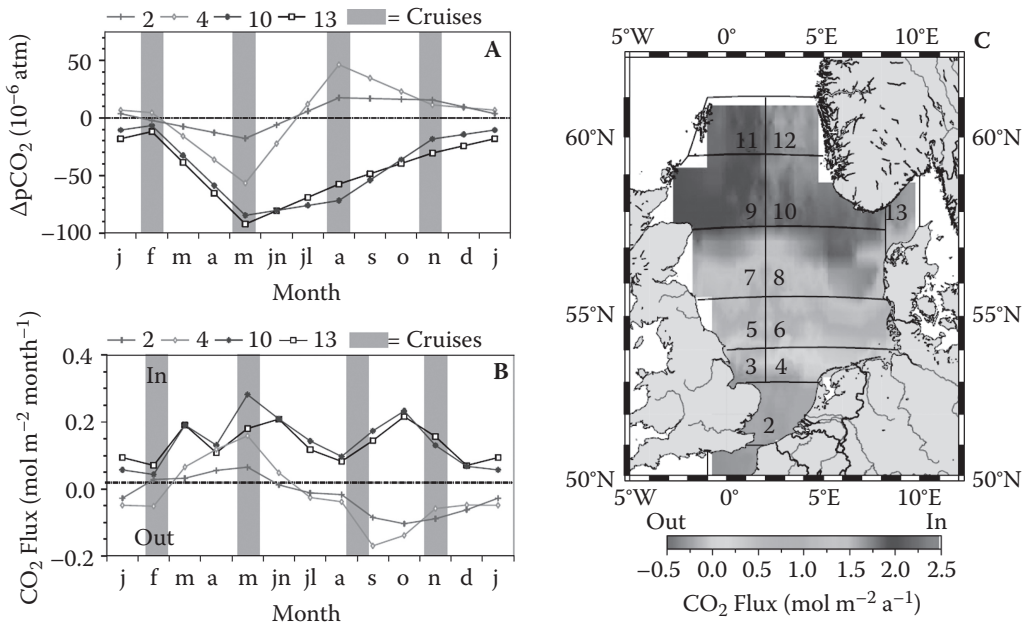 2 4 10 13 = Cruises
A
50
0
−50
−100
ΔpCO2 (10−6 atm)
j f m a m jn jl a s o n d j
Month
2 4 10 13 = Cruises
B
In
Out
0.4
0.2
0.0
−0.2
CO2 Flux (mol m−2 month−1)
j f m a m jn jl a s o n d j
Month
5°W 0° 5°E 10°E C
60°N 60°N
55°N 55°N
50°N 50°N
11 12
9 10 13
7 8
5 6
3 4
2
5°W 0° 5°E 10°E
Out In
−0.5 0.0 0.5 1.0 1.5 2.0 2.5
CO2 Flux (mol m−2 a−1)